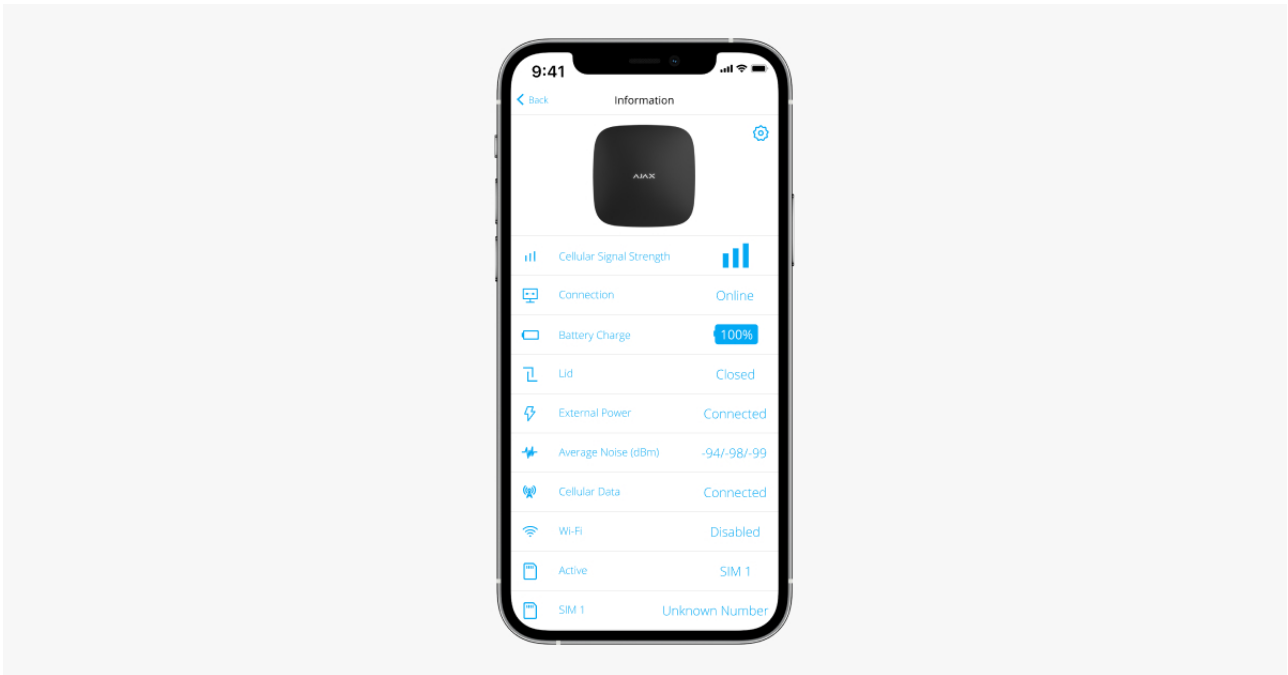 9:41
Back Information
AJAX
Cellular Signal Strength
Connection Online
Battery Charge 100%
Lid Closed
External Power Connected
Average Noise (dBm) -94/-98/-99
Cellular Data Connected
Wi-Fi Disabled
Active SIM 1
SIM 1 Unknown Number